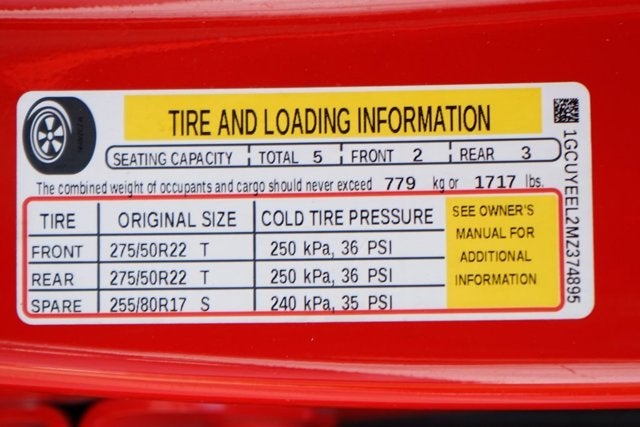 TIRE AND LOADING INFORMATION
SEATING CAPACITY TOTAL 5 FRONT 2 REAR 3
The combined weight of occupants and cargo should never exceed 779 kg or 1717 lbs.
TIRE ORIGINAL SIZE COLD TIRE PRESSURE
FRONT 275/50R22 T 250 kPa, 36 PSI
REAR 275/50R22 T 250 kPa, 36 PSI
SPARE 255/80R17 S 240 kPa, 35 PSI
SEE OWNER'S
MANUAL FOR
ADDITIONAL
INFORMATION
1GCUYEEL2MZ374895